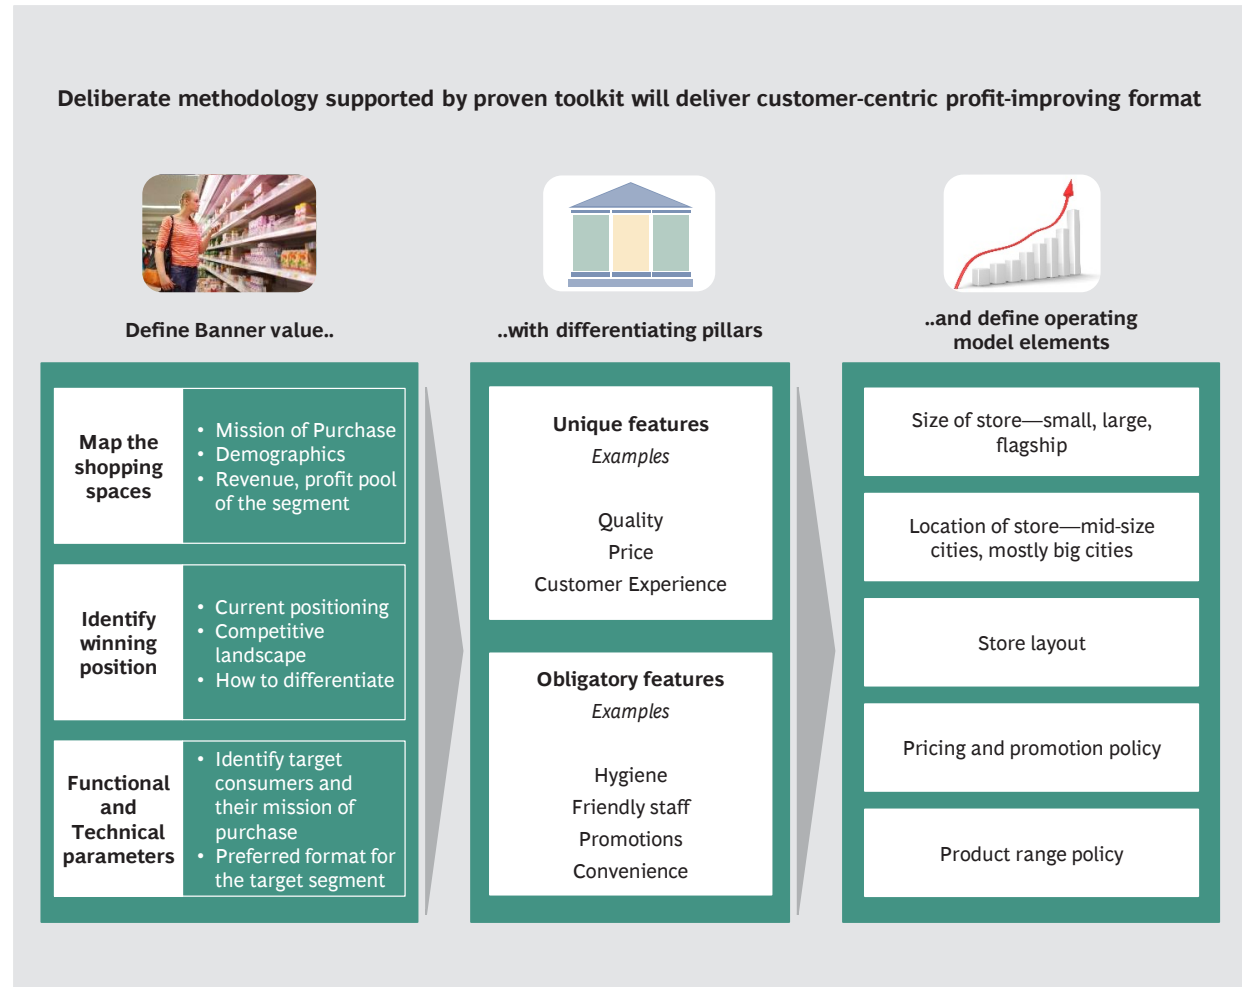 Deliberate methodology supported by proven toolkit will deliver customer-centric profit-improving format
Define Banner value..
Map the
shopping
spaces
• Mission of Purchase
• Demographics
• Revenue, profit pool
of the segment
Identify
winning
position
• Current positioning
• Competitive
landscape
• How to differentiate
Functional
and
Technical
parameters
• Identify target
consumers and
their mission of
purchase
• Preferred format for
the target segment
..with differentiating pillars
Unique features
Examples
Quality
Price
Customer Experience
Obligatory features
Examples
Hygiene
Friendly staff
Promotions
Convenience
..and define operating
model elements
Size of store—small, large,
flagship
Location of store—mid-size
cities, mostly big cities
Store layout
Pricing and promotion policy
Product range policy